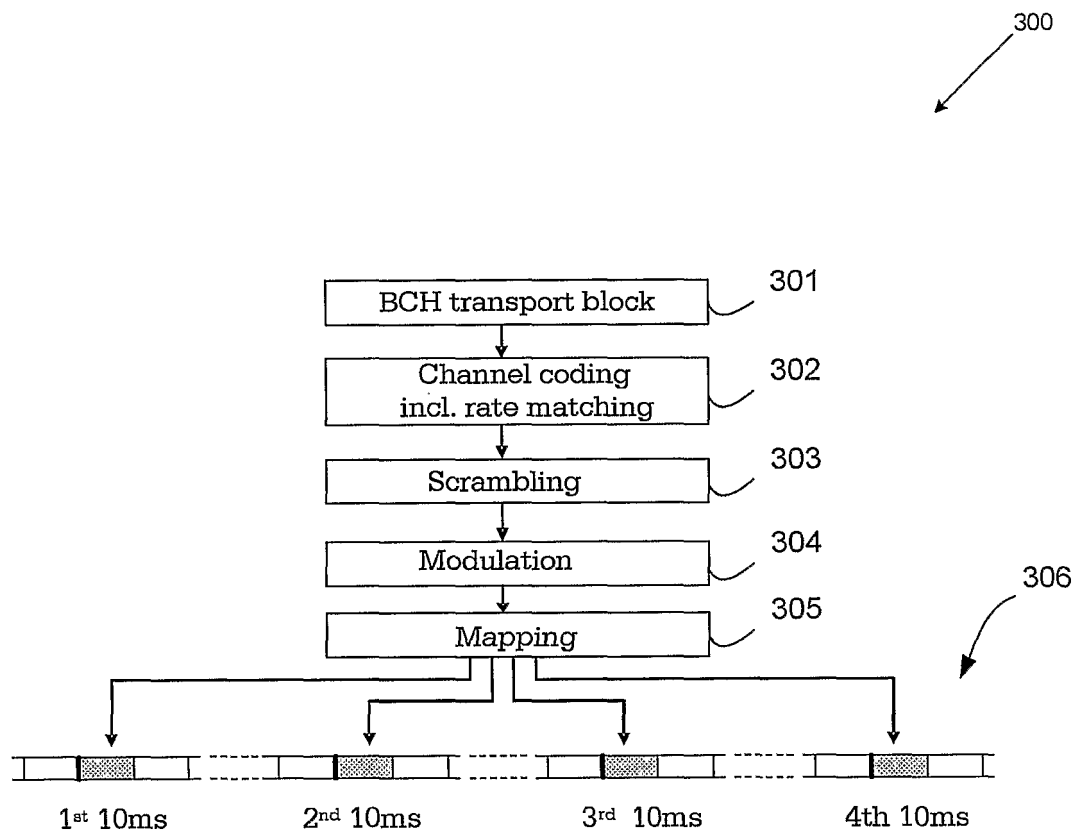 300
BCH transport block
301
Channel coding
incl. rate matching
302
Scrambling
303
Modulation
304
Mapping
305
306
1st 10ms
2nd 10ms
3rd 10ms
4th 10ms